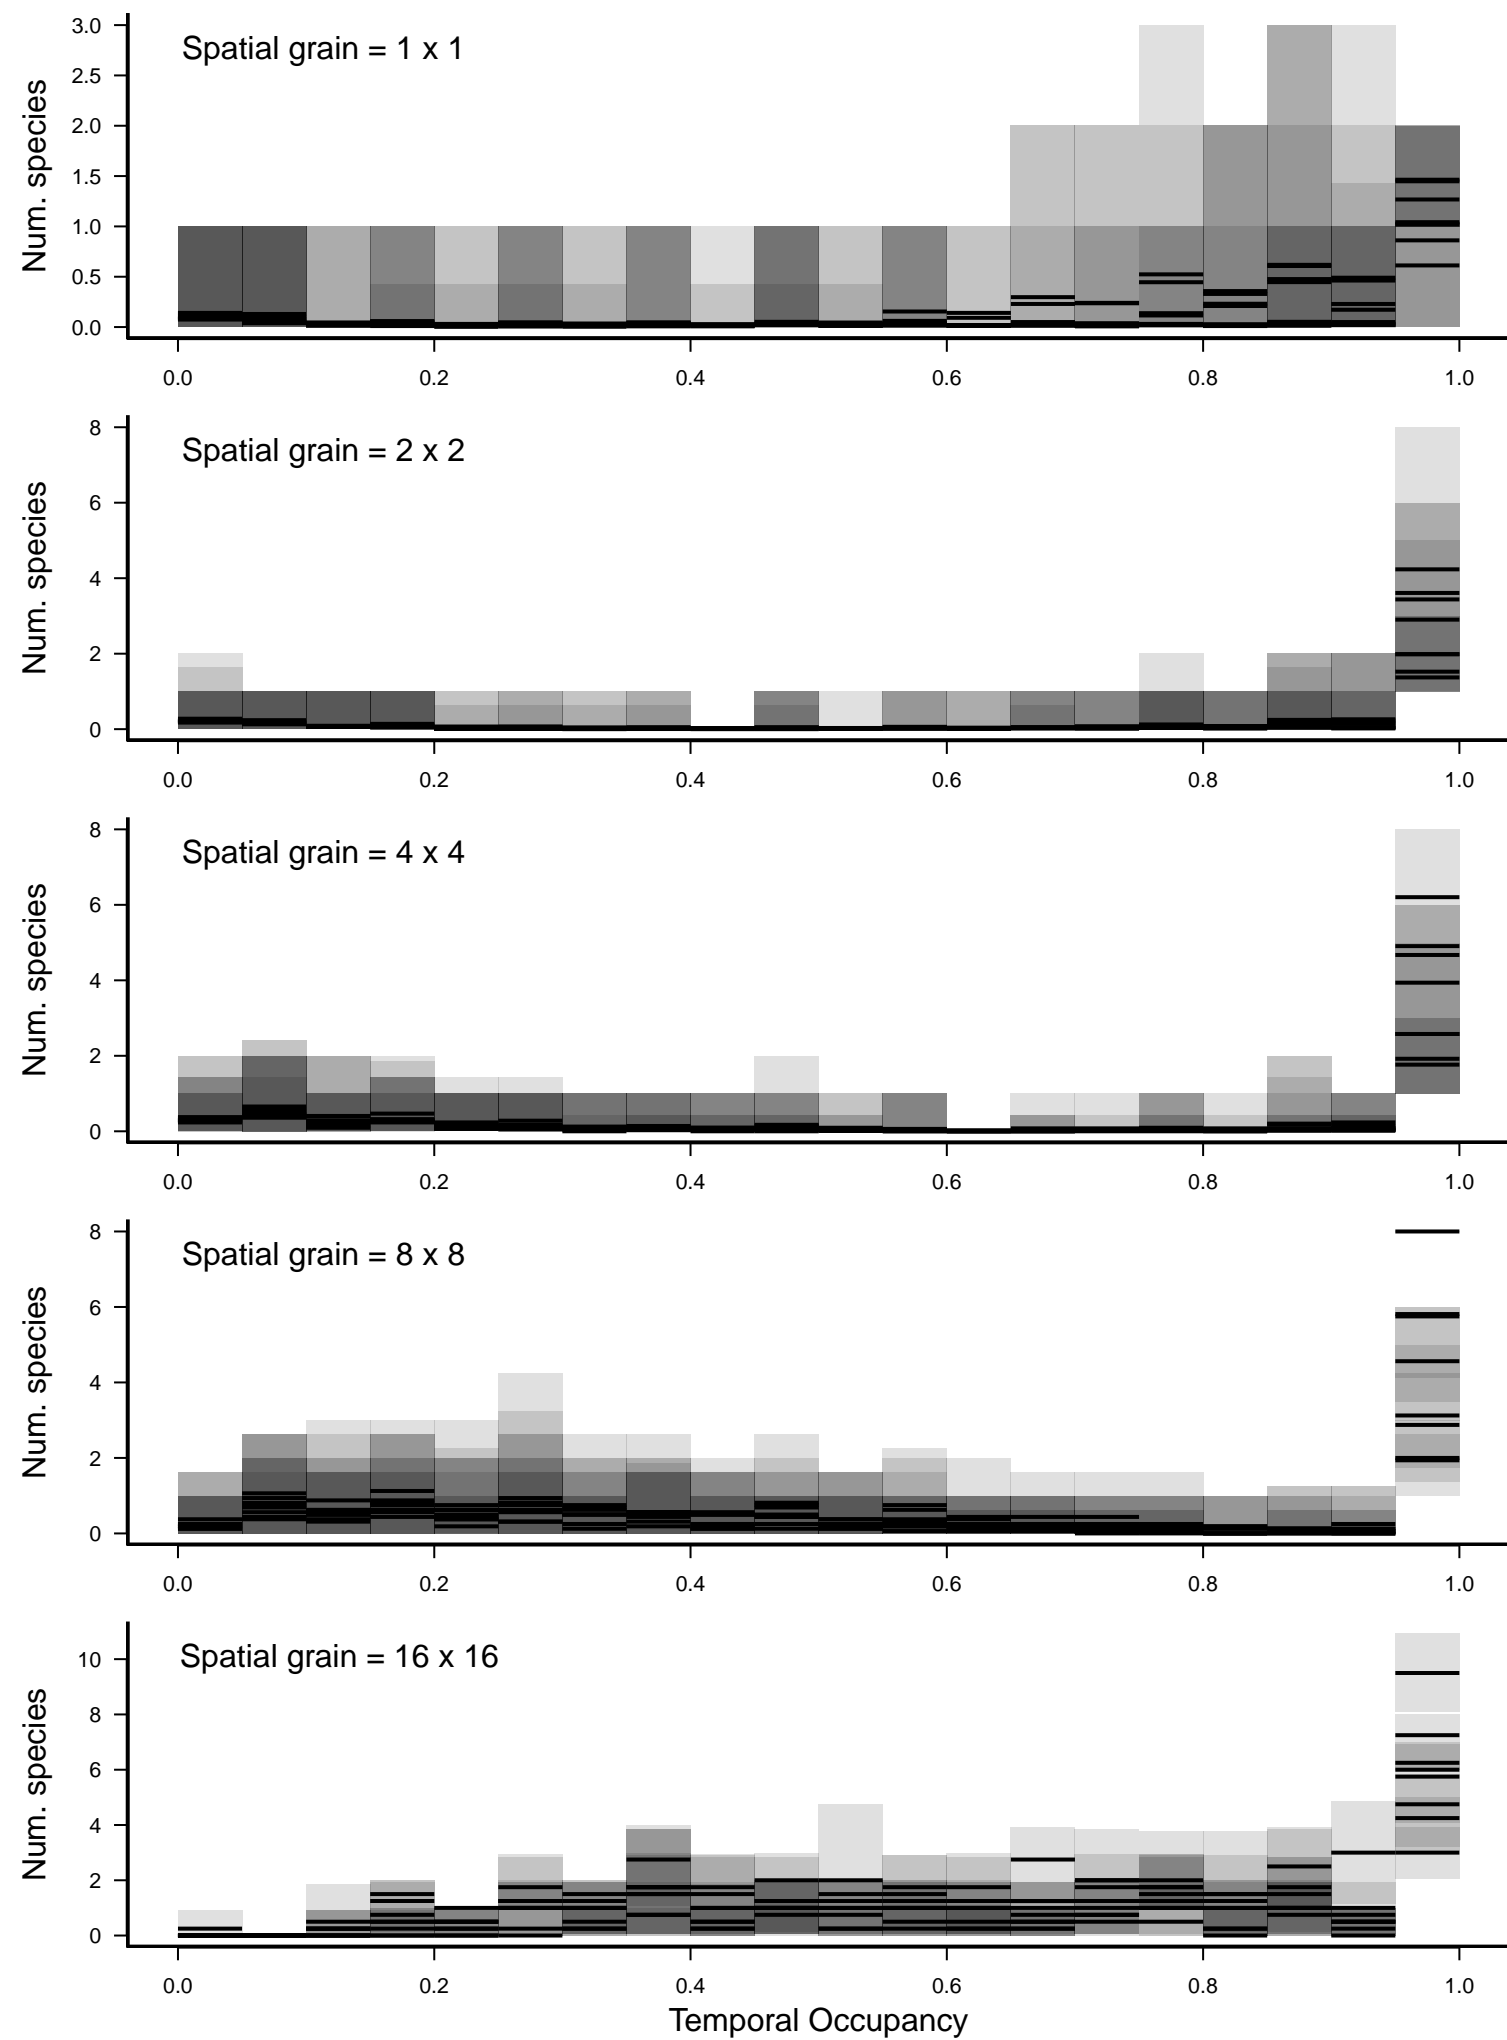 Spatial grain = 1 x 1
Num. species
3.0
2.5
2.0
1.5
1.0
0.5
0.0
0.0 0.2 0.4 0.6 0.8 1.0
Spatial grain = 2 x 2
Num. species
8
6
4
2
0
0.0 0.2 0.4 0.6 0.8 1.0
Spatial grain = 4 x 4
Num. species
8
6
4
2
0
0.0 0.2 0.4 0.6 0.8 1.0
Spatial grain = 8 x 8
Num. species
8
6
4
2
0
0.0 0.2 0.4 0.6 0.8 1.0
Spatial grain = 16 x 16
Num. species
10
8
6
4
2
0
0.0 0.2 0.4 0.6 0.8 1.0
Temporal Occupancy